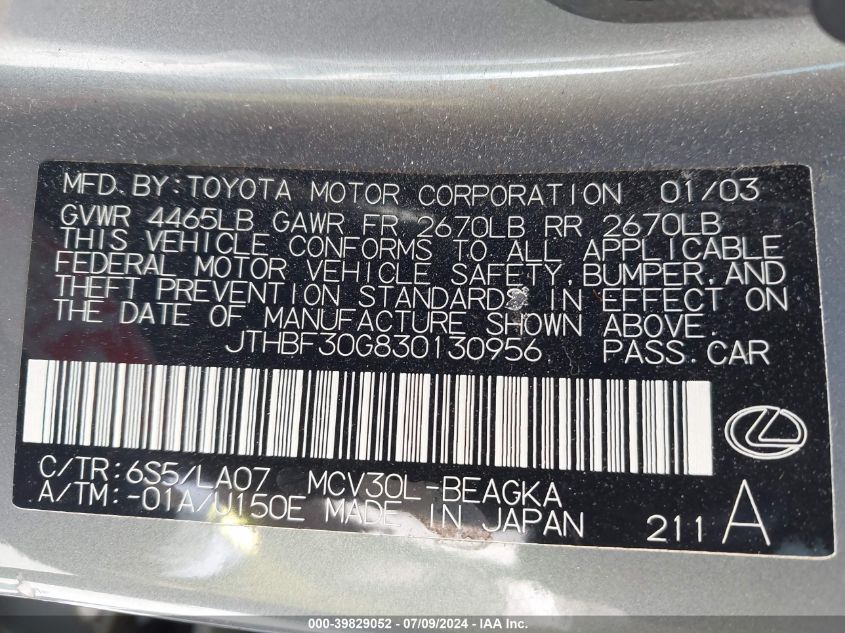 MFD. BY: TOYOTA MOTOR CORPORATION 01/03
GVWR 4465LB GAWR FR 2670LB RR 2670LB
THIS VEHICLE CONFORMS TO ALL APPLICABLE
FEDERAL MOTOR VEHICLE SAFETY, BUMPER, AND
THEFT PREVENTION STANDARDS IN EFFECT ON
THE DATE OF MANUFACTURE SHOWN ABOVE.
JTHBF30G830130956 PASS. CAR
C/TR: 6S5/LA07 MCV30L-BEAGKA
A/TM: -01A/U150E MADE IN JAPAN 211 A
000-39829052 / 07/09/2024 - IAA Inc.